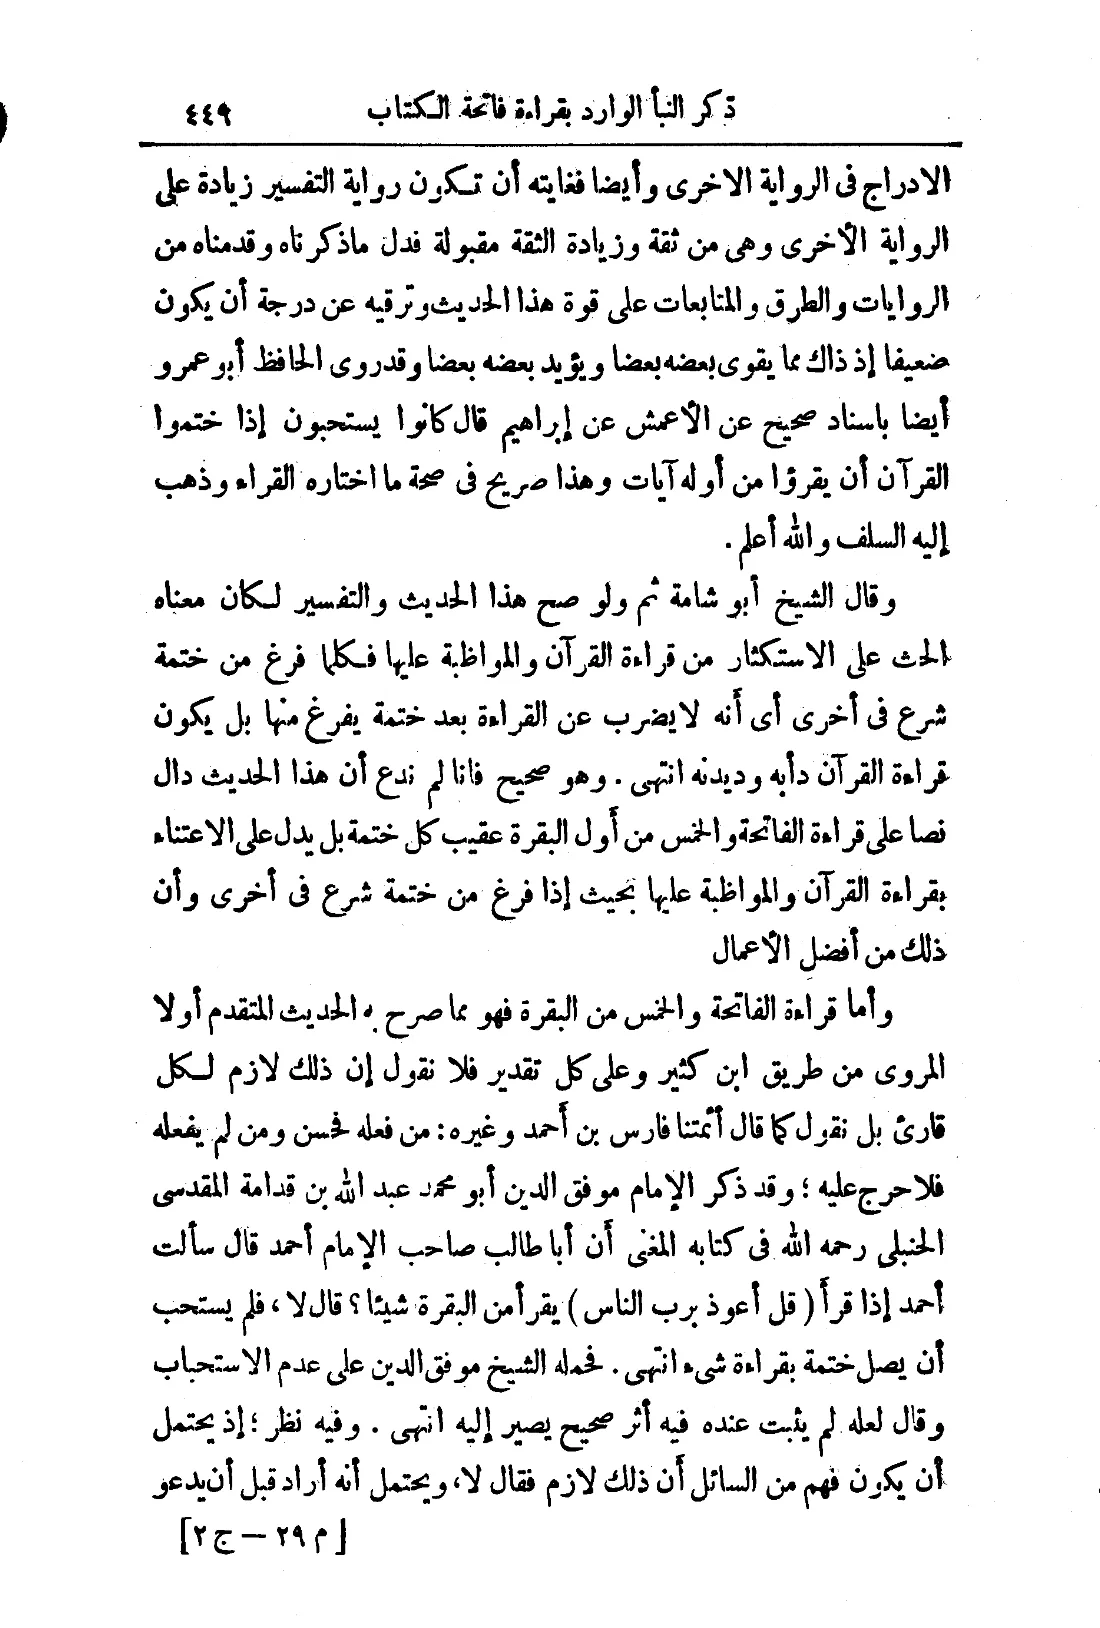 ذكر النبأ الوارد بقراءة فاتحة الكتاب ٤٤٩
الادراج فى الرواية الاخرى وأيضا فغايته أن تكون رواية التفسير زيادة على
الرواية الأخرى وهى من ثقة وزيادة الثقة مقبولة فدل ماذكرناه وقدمناه من
الروايات والطرق والمتابعات على قوة هذا الحديث وترقيه عن درجة أن يكون
ضعيفا إذ ذاك مما يقوى بعضه بعضا ويؤيد بعضه بعضا وقدروى الحافظ أبو عمرو
أيضا باسناد صحيح عن الأعمش عن إبراهيم قال كانوا يستحبون إذا ختموا
القرآن أن يقرؤا من أوله آيات وهذا صريح فى صحة ما اختاره القراء وذهب
إليه السلف والله أعلم .
وقال الشيخ أبو شامة ثم ولو صح هذا الحديث والتفسير لكان معناه
الحث على الاستكثار من قراءة القرآن والمواظبة عليها فكلما فرغ من ختمة
شرع فى أخرى أى أنه لايضرب عن القراءة بعد ختمة يفرغ منها بل يكون
قراءة القرآن دأبه وديدنه انتهى . وهو صحيح فانا لم ندع أن هذا الحديث دال
نصا على قراءة الفاتحة والخمس من أول البقرة عقيب كل ختمة بل يدل على الاعتناء
بقراءة القرآن والمواظبة عليها بحيث إذا فرغ من ختمة شرع فى أخرى وأن
ذلك من أفضل الأعمال
وأما قراءة الفاتحة والخمس من البقرة فهو مما صرح به الحديث المتقدم أولا
المروى من طريق ابن كثير وعلى كل تقدير فلا نقول إن ذلك لازم لكل
قارئ بل نقول كما قال أئمتنا فارس بن أحمد وغيره: من فعله فحسن ومن لم يفعله
فلاحرج عليه ؛ وقد ذكر الإمام موفق الدين أبو محمد عبد الله بن قدامة المقدسى
الحنبلى رحمه الله فى كتابه المغنى أن أبا طالب صاحب الإمام أحمد قال سألت
أحمد إذا قرأ ( قل أعوذ برب الناس ) يقرأ من البقرة شيئا؟ قال لا ، فلم يستحب
أن يصل ختمة بقراءة شىء انتهى . فحمله الشيخ موفق الدين على عدم الاستحباب
وقال لعله لم يثبت عنده فيه أثر صحيح يصير إليه انتهى . وفيه نظر ؛ إذ يحتمل
أن يكون فهم من السائل أن ذلك لازم فقال لا، ويحتمل أنه أراد قبل أن يدعو
[ م ٢٩ – ج ٢ ]